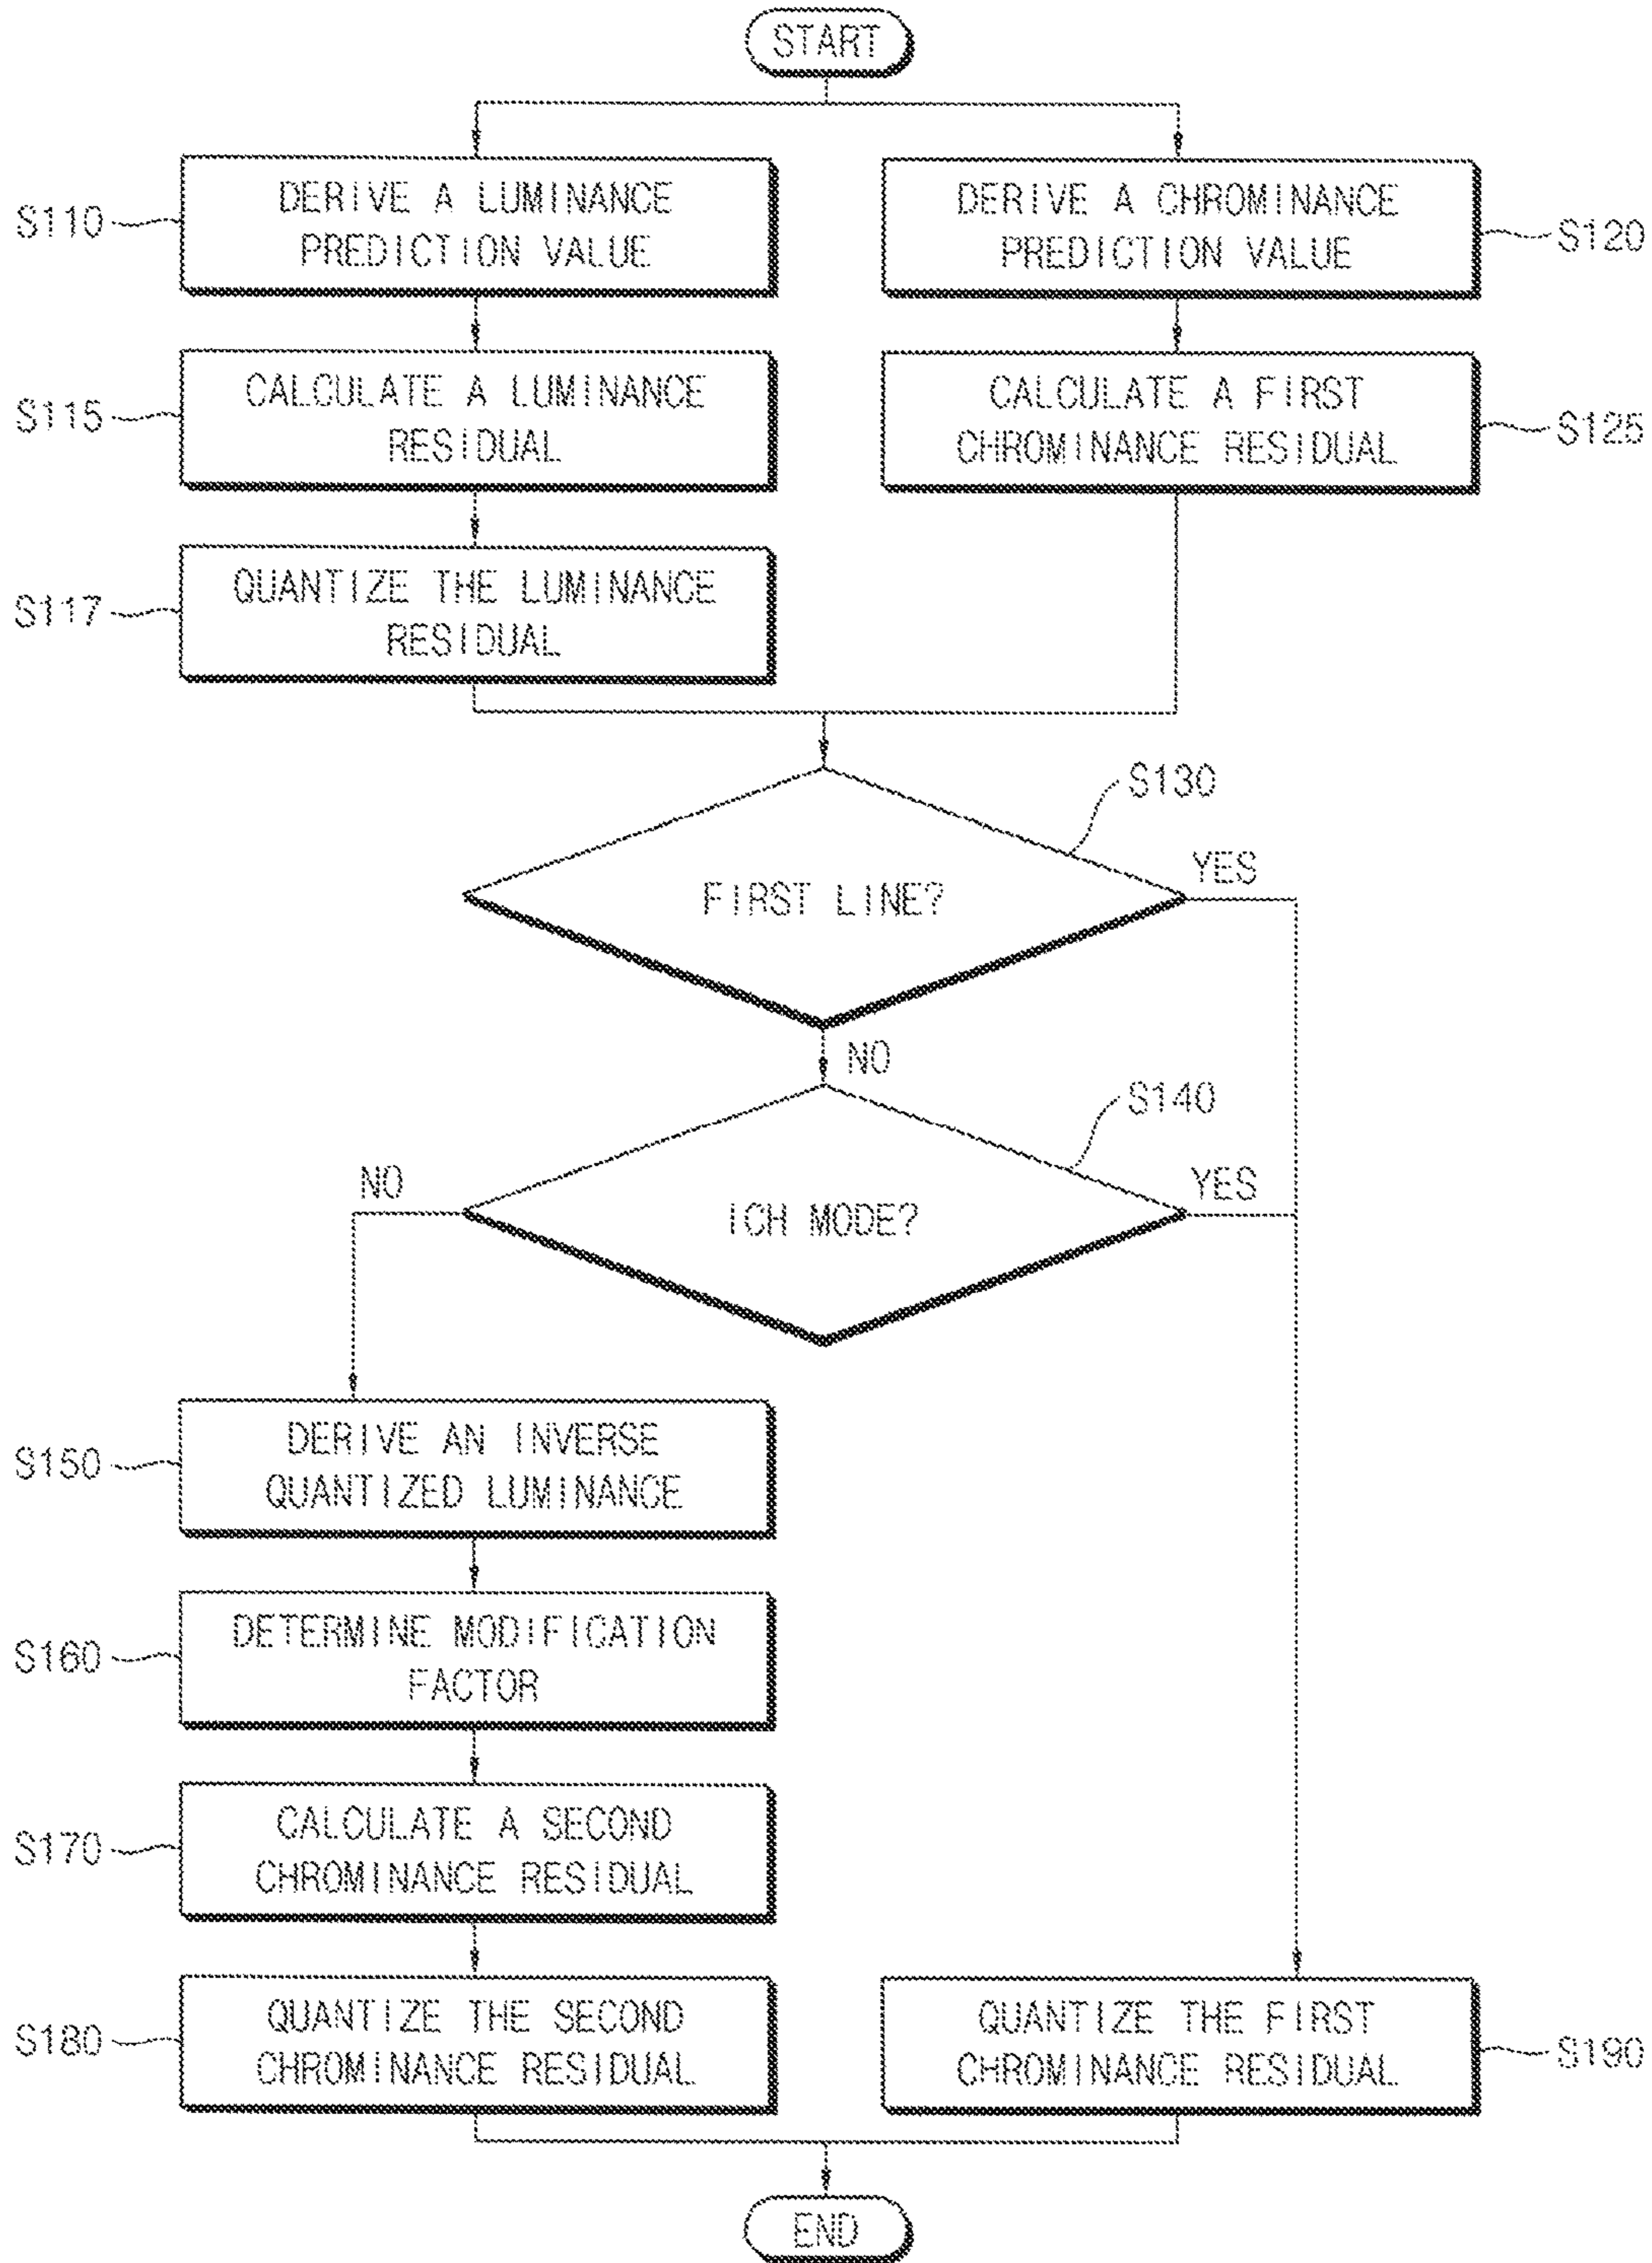 START
S110
DERIVE A LUMINANCE
PREDICTION VALUE
DERIVE A CHROMINANCE
PREDICTION VALUE
S120
S115
CALCULATE A LUMINANCE
RESIDUAL
CALCULATE A FIRST
CHROMINANCE RESIDUAL
S125
S117
QUANTIZE THE LUMINANCE
RESIDUAL
S130
FIRST LINE?
YES
NO
S140
ICH MODE?
NO
YES
S150
DERIVE AN INVERSE
QUANTIZED LUMINANCE
S160
DETERMINE MODIFICATION
FACTOR
S170
CALCULATE A SECOND
CHROMINANCE RESIDUAL
S180
QUANTIZE THE SECOND
CHROMINANCE RESIDUAL
QUANTIZE THE FIRST
CHROMINANCE RESIDUAL
S190
END